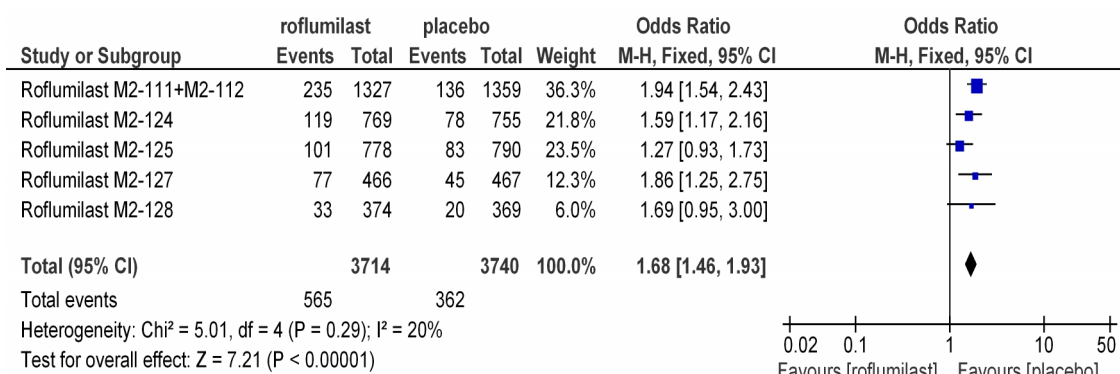 roflumilast placebo Odds Ratio Odds Ratio
Study or Subgroup Events Total Events Total Weight M-H, Fixed, 95% CI M-H, Fixed, 95% CI
Roflumilast M2-111+M2-112 235 1327 136 1359 36.3% 1.94 [1.54, 2.43]
Roflumilast M2-124 119 769 78 755 21.8% 1.59 [1.17, 2.16]
Roflumilast M2-125 101 778 83 790 23.5% 1.27 [0.93, 1.73]
Roflumilast M2-127 77 466 45 467 12.3% 1.86 [1.25, 2.75]
Roflumilast M2-128 33 374 20 369 6.0% 1.69 [0.95, 3.00]
Total (95% CI) 3714 3740 100.0% 1.68 [1.46, 1.93]
Total events 565 362
Heterogeneity: Chi² = 5.01, df = 4 (P = 0.29); I² = 20%
Test for overall effect: Z = 7.21 (P < 0.00001)
0.02 0.1 1 10 50
Favours [roflumilast] Favours [placebo]